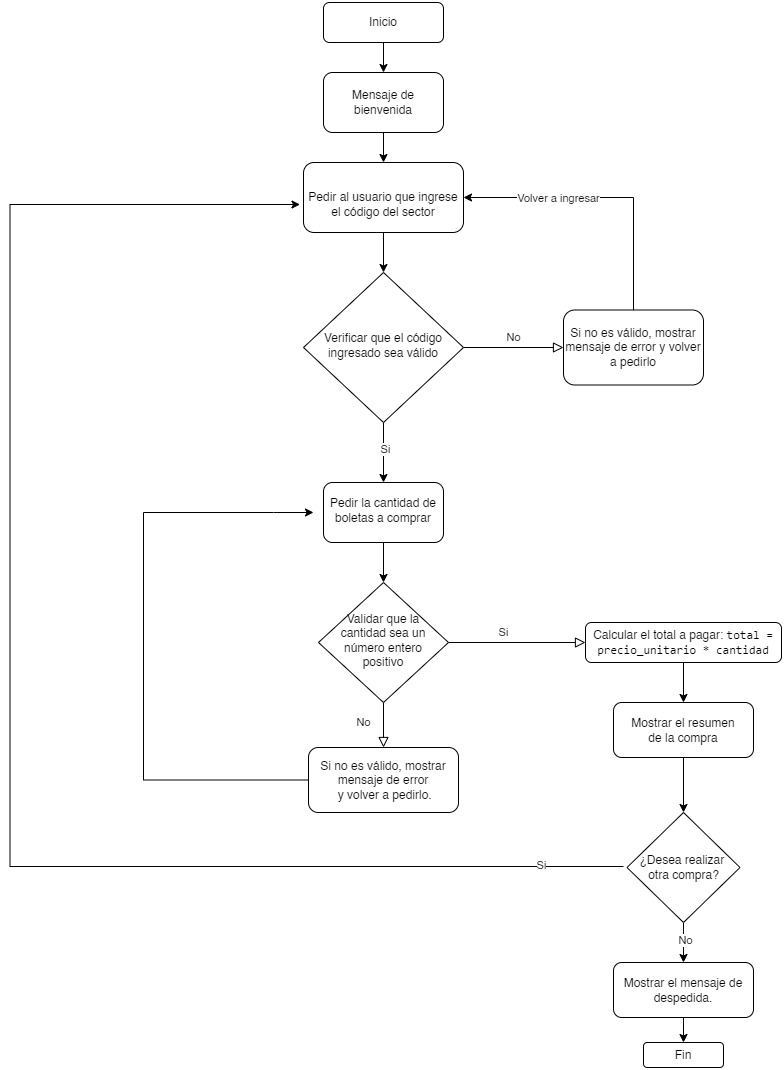 Inicio
Mensaje de
bienvenida
Pedir al usuario que ingrese
el código del sector
Volver a ingresar
Verificar que el código
ingresado sea válido
No
Si no es válido, mostrar
mensaje de error y volver
a pedirlo
Si
Pedir la cantidad de
boletas a comprar
Validar que la
cantidad sea un
número entero
positivo
Si
Calcular el total a pagar: total =
precio_unitario * cantidad
No
Mostrar el resumen
de la compra
Si no es válido, mostrar
mensaje de error
y volver a pedirlo.
¿Desea realizar
otra compra?
Si
No
Mostrar el mensaje de
despedida.
Fin